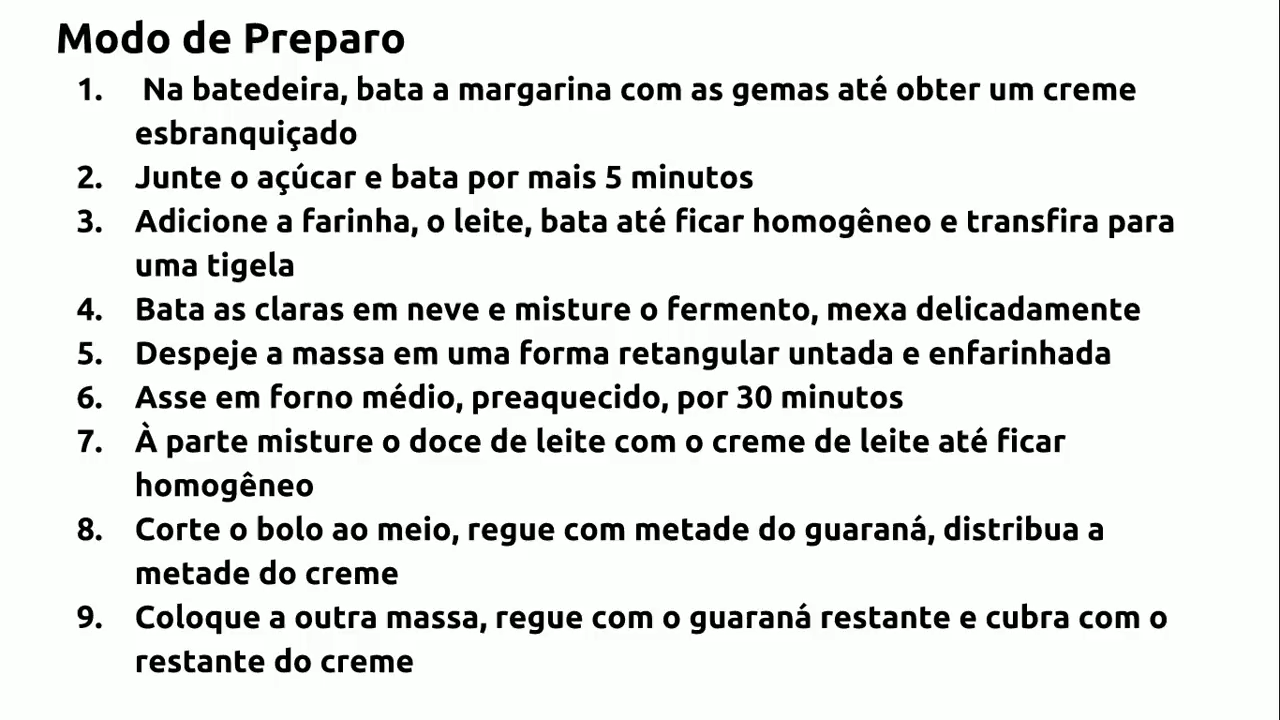 Modo de Preparo
1. Na batedeira, bata a margarina com as gemas até obter um creme
esbranquiçado
2. Junte o açúcar e bata por mais 5 minutos
3. Adicione a farinha, o leite, bata até ficar homogêneo e transfira para
uma tigela
4. Bata as claras em neve e misture o fermento, mexa delicadamente
5. Despeje a massa em uma forma retangular untada e enfarinhada
6. Asse em forno médio, preaquecido, por 30 minutos
7. À parte misture o doce de leite com o creme de leite até ficar
homogêneo
8. Corte o bolo ao meio, regue com metade do guaraná, distribua a
metade do creme
9. Coloque a outra massa, regue com o guaraná restante e cubra com o
restante do creme